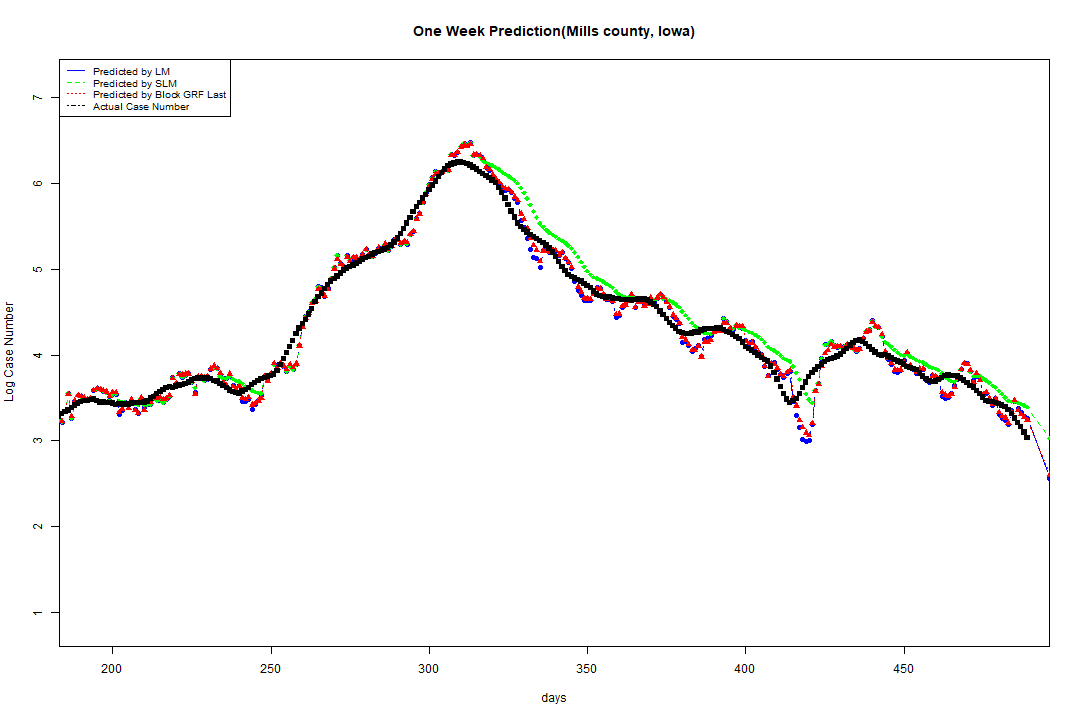 One Week Prediction(Mills county, Iowa)
Predicted by LM
Predicted by SLM
Predicted by Block GRF Last
Actual Case Number
7
6
5
4
3
2
1
Log Case Number
200 250 300 350 400 450
days